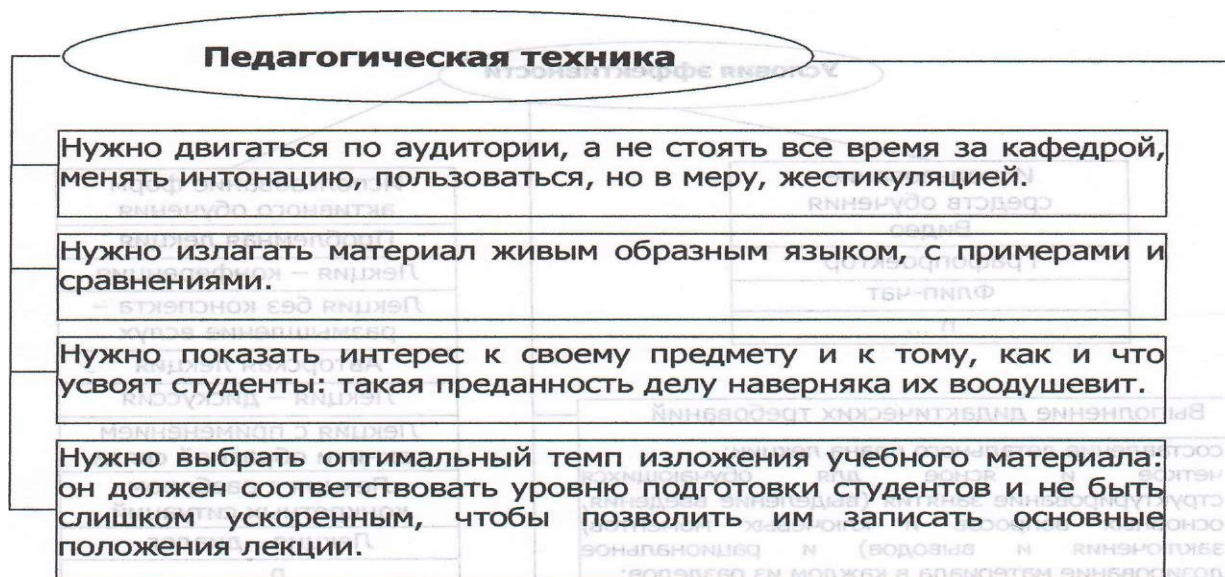 Педагогическая техника
Нужно двигаться по аудитории, а не стоять все время за кафедрой,
менять интонацию, пользоваться, но в меру, жестикуляцией.
Нужно излагать материал живым образным языком, с примерами и
сравнениями.
Нужно показать интерес к своему предмету и к тому, как и что
усвоят студенты: такая преданность делу наверняка их воодушевит.
Нужно выбрать оптимальный темп изложения учебного материала:
он должен соответствовать уровню подготовки студентов и не быть
слишком ускоренным, чтобы позволить им записать основные
положения лекции.